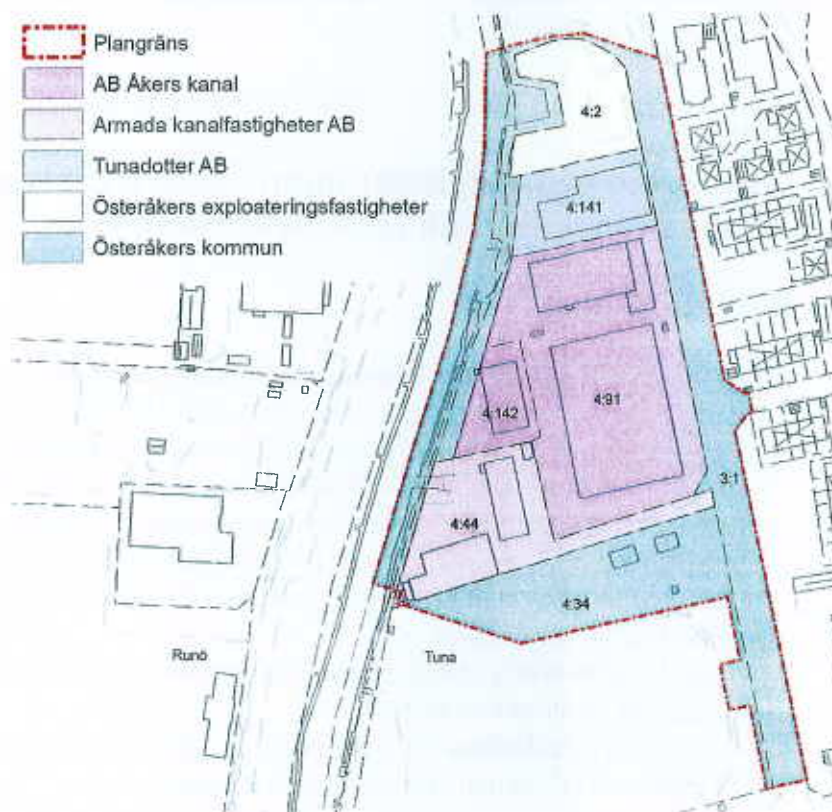 Plangräns
AB Åkers kanal
Armada kanalfastigheter AB
Tunadotter AB
Österåkers exploateringsfastigheter
Österåkers kommun
4:2
4:141
4:91
4:142
3:1
4:44
4:34
Runö
Tuna